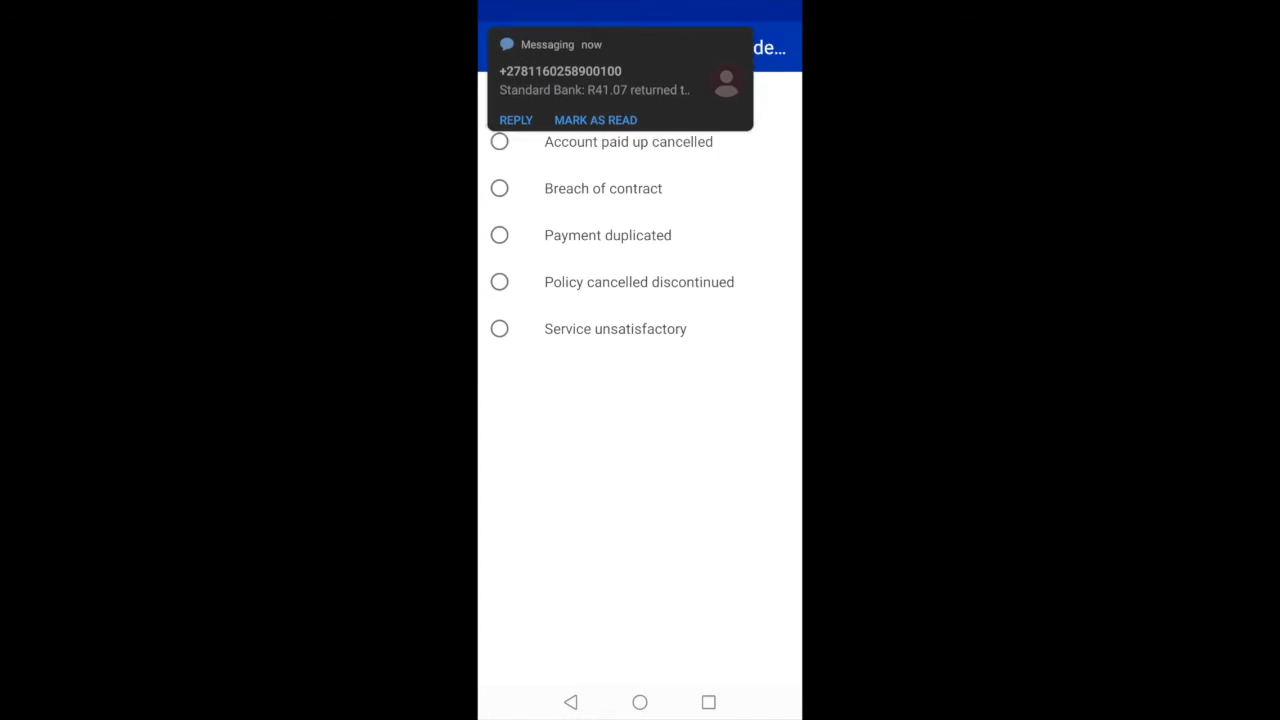 Messaging now
de...
+2781160258900100
Standard Bank: R41.07 returned t..
REPLY MARK AS READ
Account paid up cancelled
Breach of contract
Payment duplicated
Policy cancelled discontinued
Service unsatisfactory